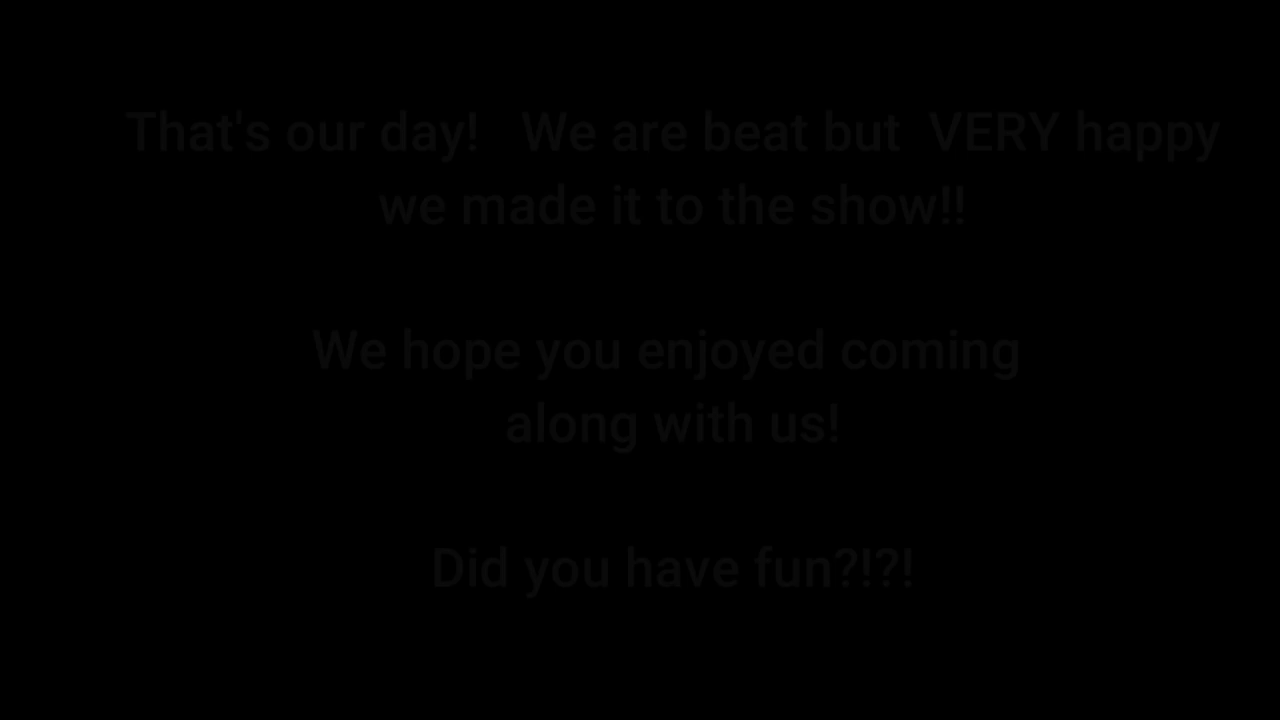 That's our day!   We are beat but  VERY happy
we made it to the show!!
We hope you enjoyed coming
along with us!
Did you have fun?!?!